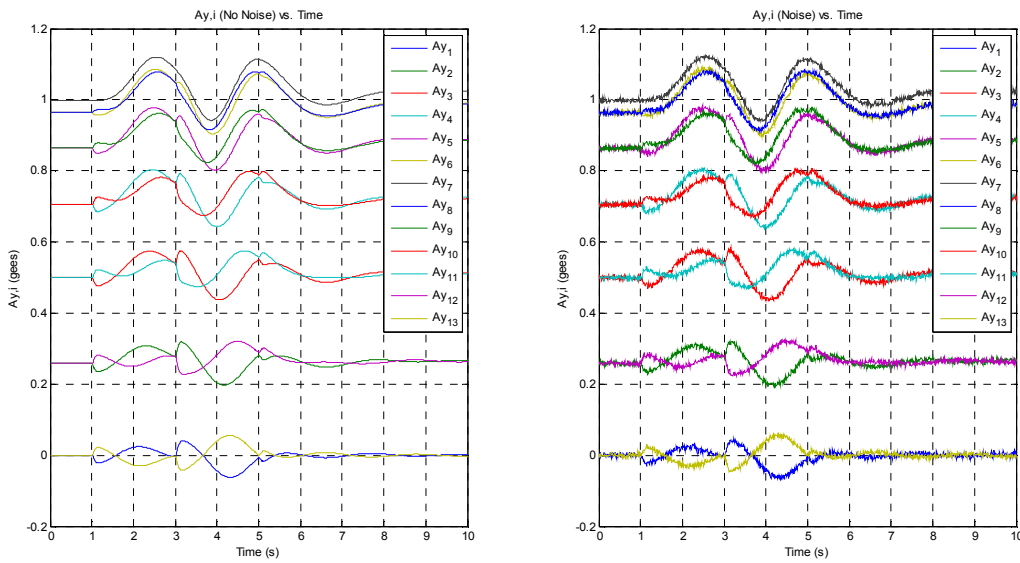 Ay,i (No Noise) vs. Time
1.2
1
0.8
0.6
0.4
0.2
0
-0.2
Ay,i (gees)
0 1 2 3 4 5 6 7 8 9 10
Time (s)
Ay1
Ay2
Ay3
Ay4
Ay5
Ay6
Ay7
Ay8
Ay9
Ay10
Ay11
Ay12
Ay13
Ay,i (Noise) vs. Time
1.2
1
0.8
0.6
0.4
0.2
0
-0.2
Ay,i (gees)
0 1 2 3 4 5 6 7 8 9 10
Time (s)
Ay1
Ay2
Ay3
Ay4
Ay5
Ay6
Ay7
Ay8
Ay9
Ay10
Ay11
Ay12
Ay13